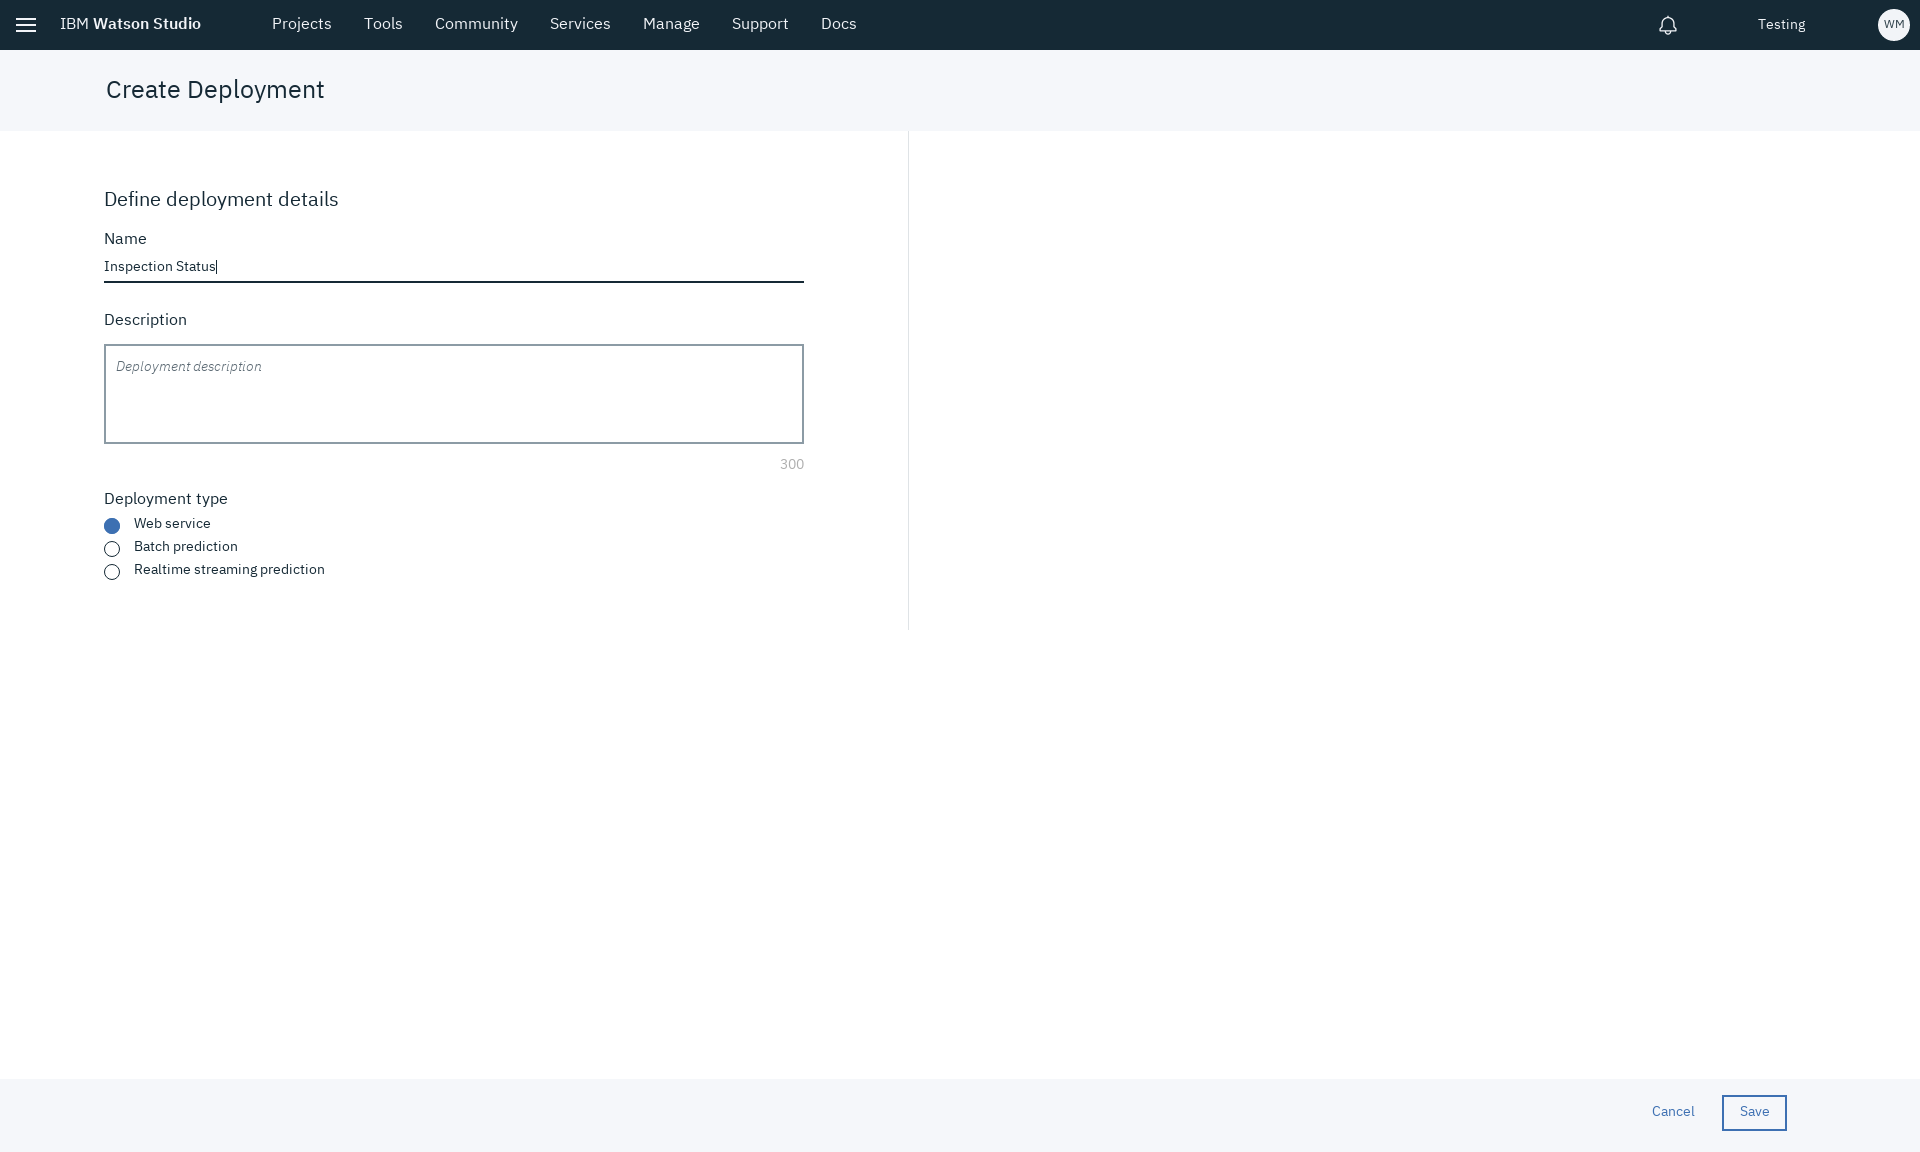 IBM Watson Studio Projects Tools Community Services Manage Support Docs Testing WM
Create Deployment
Define deployment details
Name
Inspection Status
Description
Deployment description
300
Deployment type
Web service
Batch prediction
Realtime streaming prediction
Cancel Save